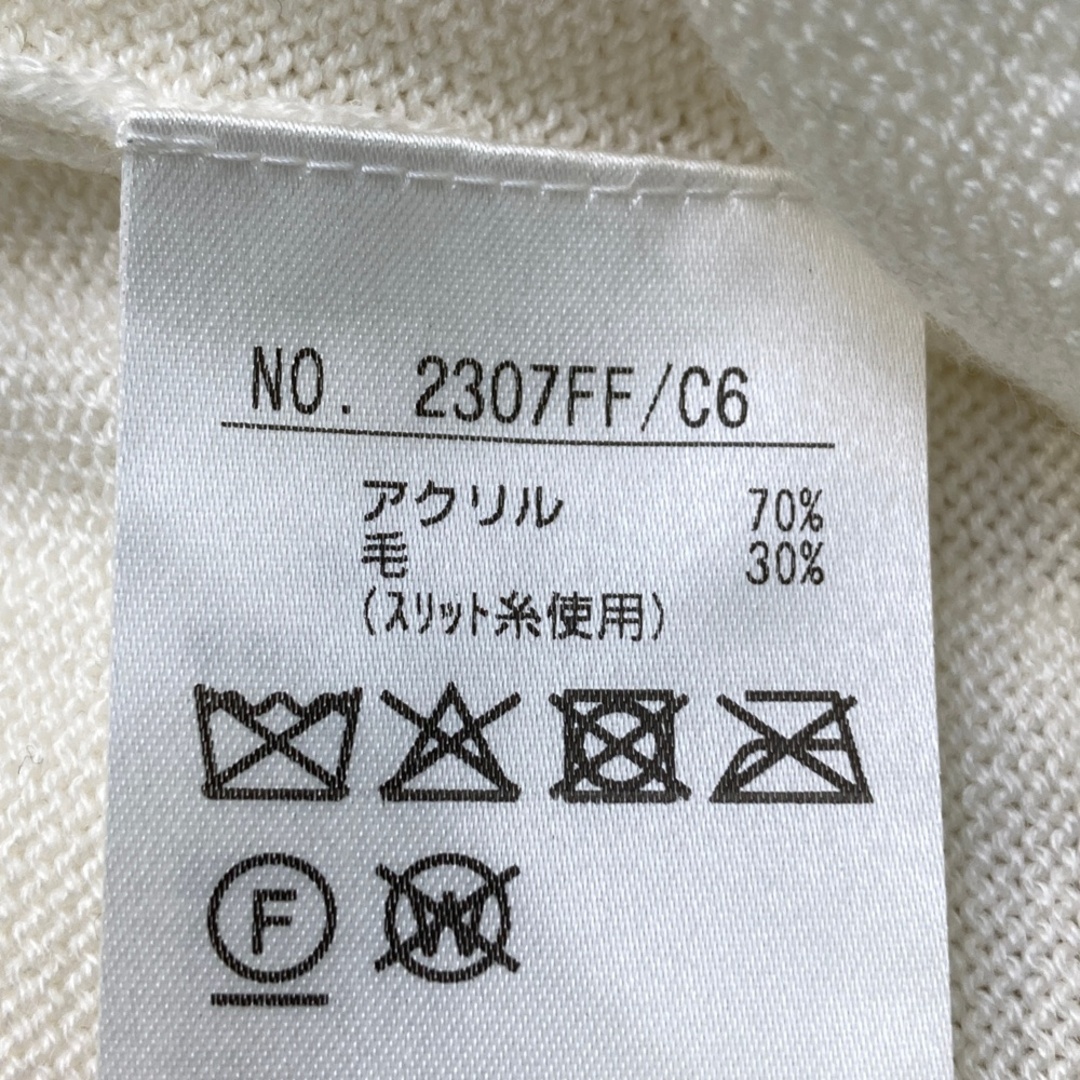 NO. 2307FF/C6
アクリル 70%
毛 30%
(スリット糸使用)
F W